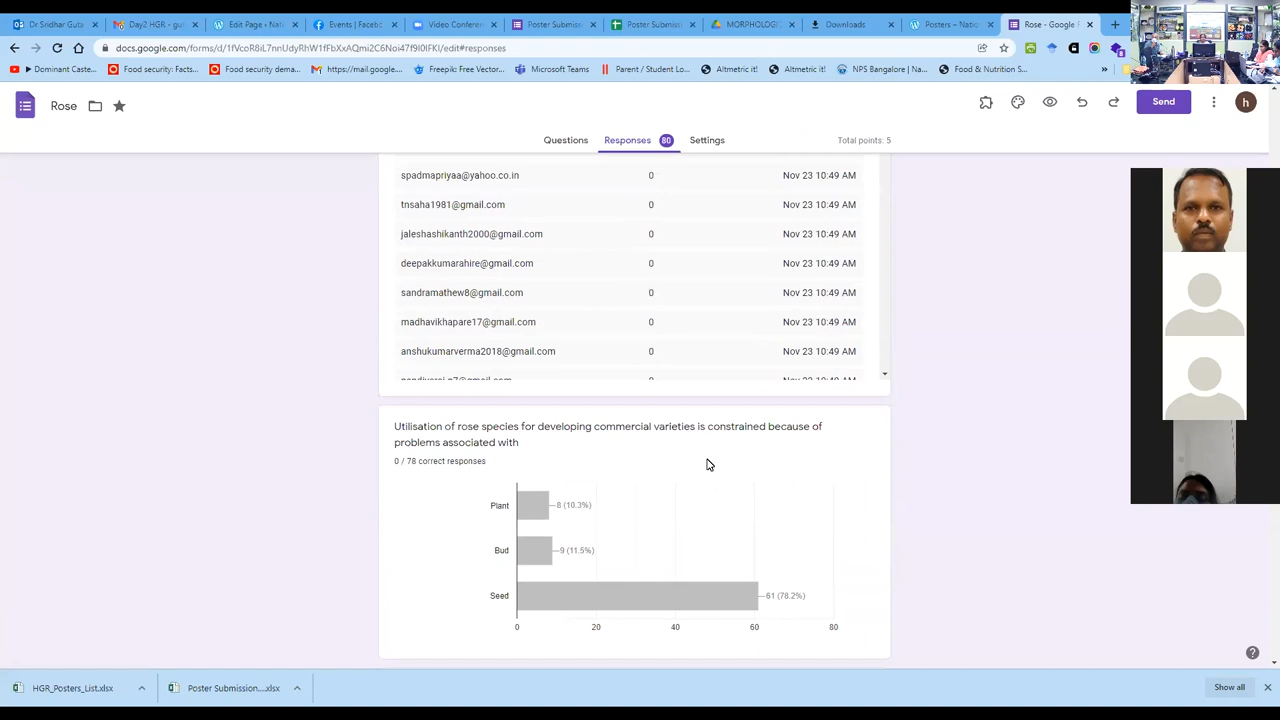 Dr Sridhar Guta
Day2 HGR - gut
Edit Page ‹ Nat
Events | Facebo
Video Conferen
Poster Submiss
Poster Submiss
MORPHOLOGI
Downloads
Posters – Natio
Rose - Google F
docs.google.com/forms/d/1fVcoR8iL7nnUdyRhW1fFbXxAQmi2C6Noi47f9I0lFKI/edit#responses
Dominant Caste...
Food security: Facts...
Food security dema...
https://mail.google....
Freepik: Free Vector...
Microsoft Teams
Parent / Student Lo...
Altmetric it!
Altmetric it!
NPS Bangalore | Na...
Food & Nutrition S...
Rose
Send
h
Questions
Responses 80
Settings
Total points: 5
spadmapriyaa@yahoo.co.in 0 Nov 23 10:49 AM
tnsaha1981@gmail.com 0 Nov 23 10:49 AM
jaleshashikanth2000@gmail.com 0 Nov 23 10:49 AM
deepakkumarahire@gmail.com 0 Nov 23 10:49 AM
sandramathew8@gmail.com 0 Nov 23 10:49 AM
madhavikhapare17@gmail.com 0 Nov 23 10:49 AM
anshukumarverma2018@gmail.com 0 Nov 23 10:49 AM
Utilisation of rose species for developing commercial varieties is constrained because of
problems associated with
0 / 78 correct responses
Plant 8 (10.3%)
Bud 9 (11.5%)
Seed 61 (78.2%)
0 20 40 60 80
HGR_Posters_List.xlsx
Poster Submission....xlsx
Show all